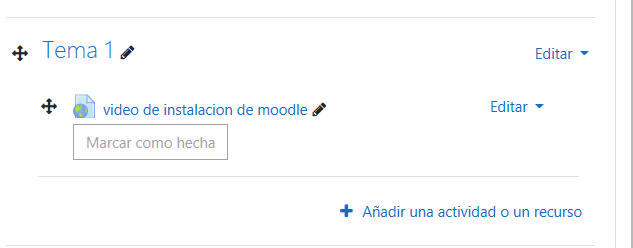 Tema 1
Editar
video de instalacion de moodle
Editar
Marcar como hecha
Añadir una actividad o un recurso